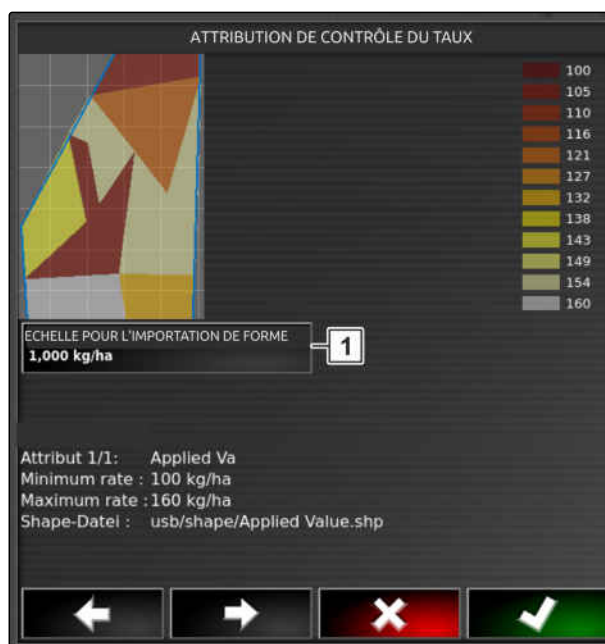 ATTRIBUTION DE CONTRÔLE DU TAUX
100
105
110
116
121
127
132
138
143
149
154
160
ECHELLE POUR L'IMPORTATION DE FORME
1,000 kg/ha
1
Attribut 1/1: Applied Va
Minimum rate : 100 kg/ha
Maximum rate : 160 kg/ha
Shape-Datei : usb/shape/Applied Value.shp